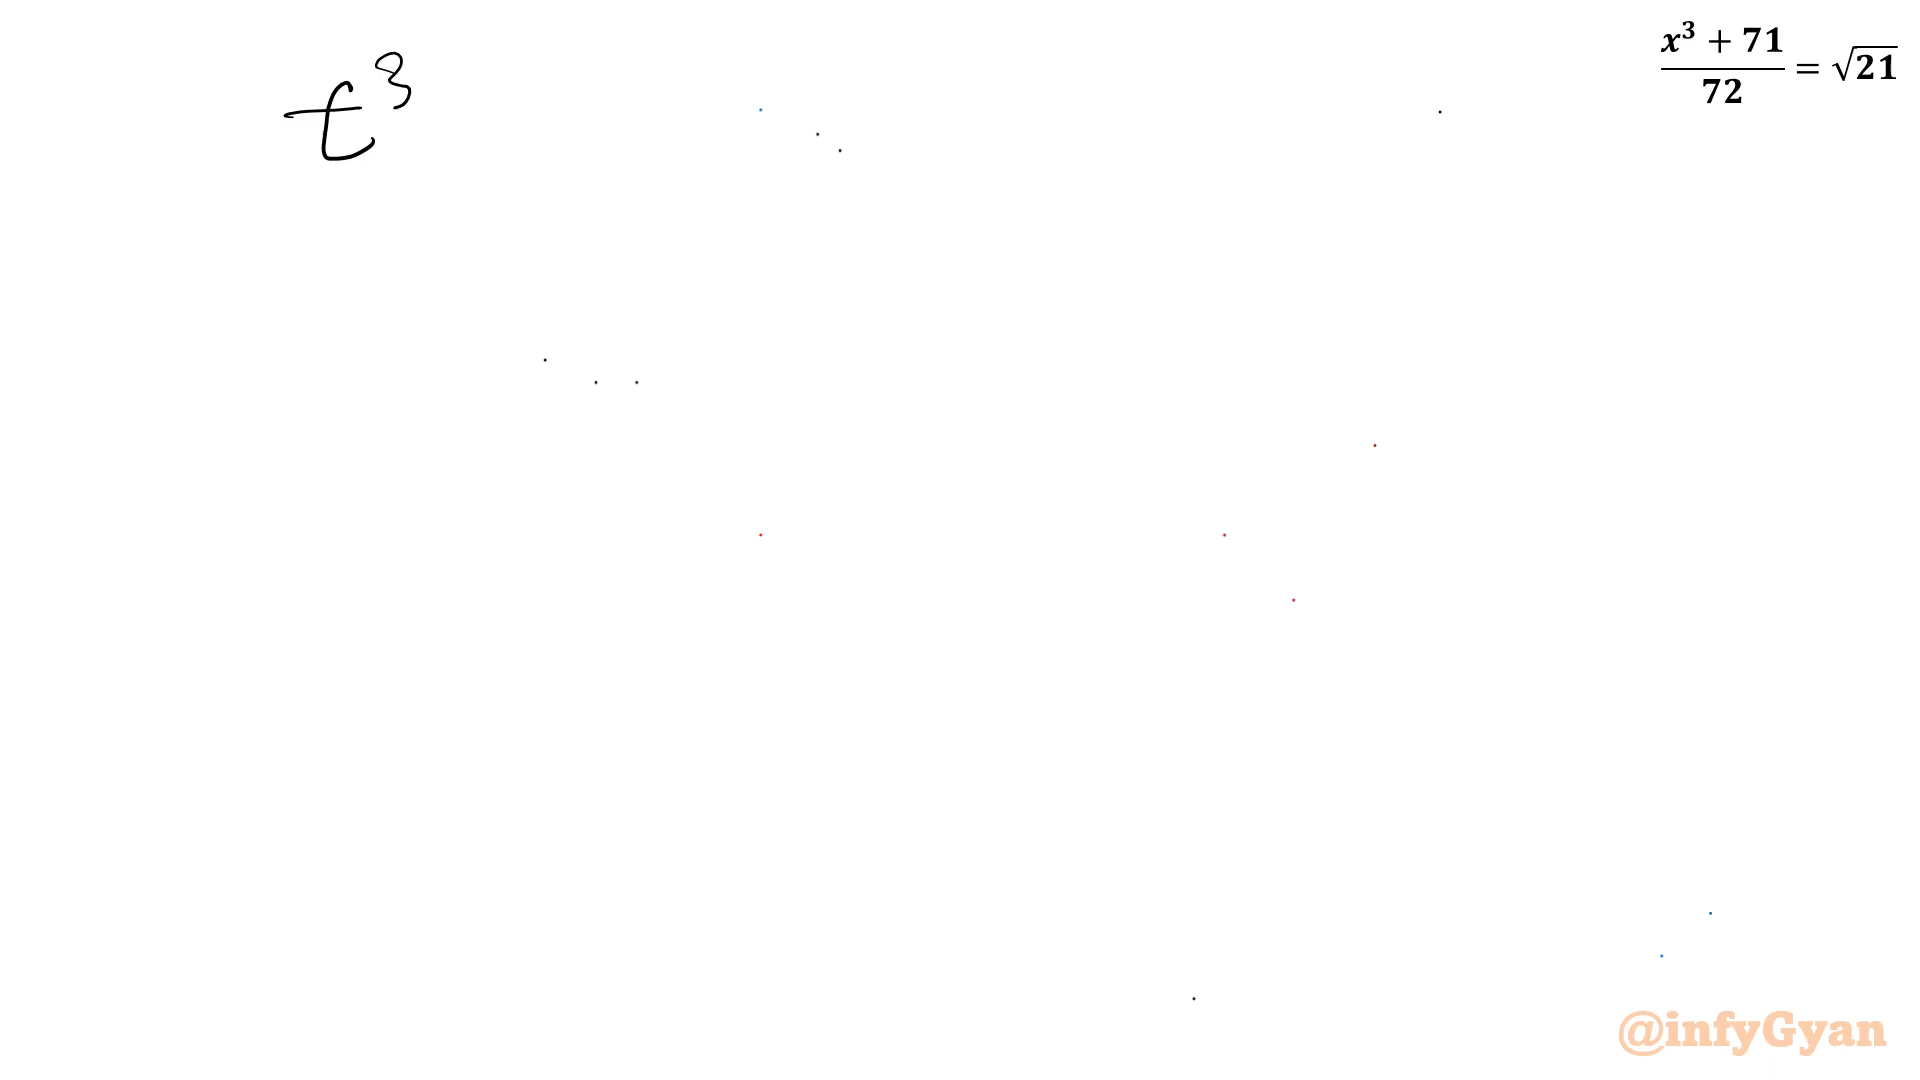 t³
x³ + 71 / 72 = √21
@infyGyan